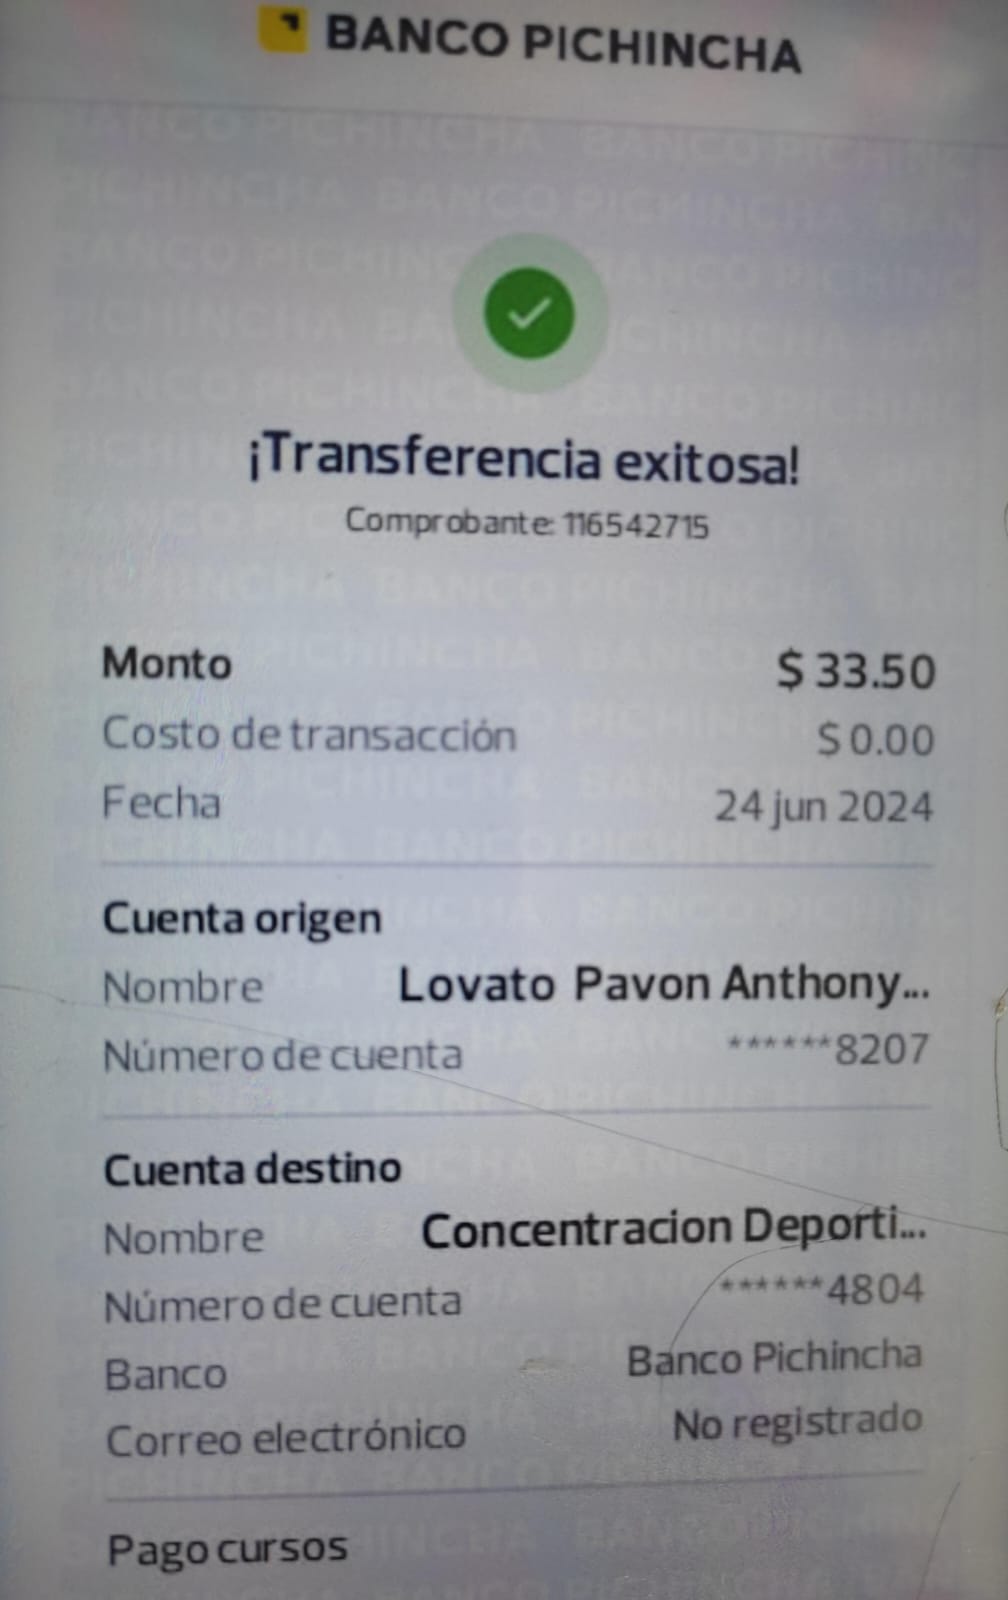 BANCO PICHINCHA
¡Transferencia exitosa!
Comprobante: 116542715
Monto $ 33.50
Costo de transacción $ 0.00
Fecha 24 jun 2024
Cuenta origen
Nombre Lovato Pavon Anthony...
Número de cuenta ******8207
Cuenta destino
Nombre Concentracion Deporti...
Número de cuenta ******4804
Banco Banco Pichincha
Correo electrónico No registrado
Pago cursos